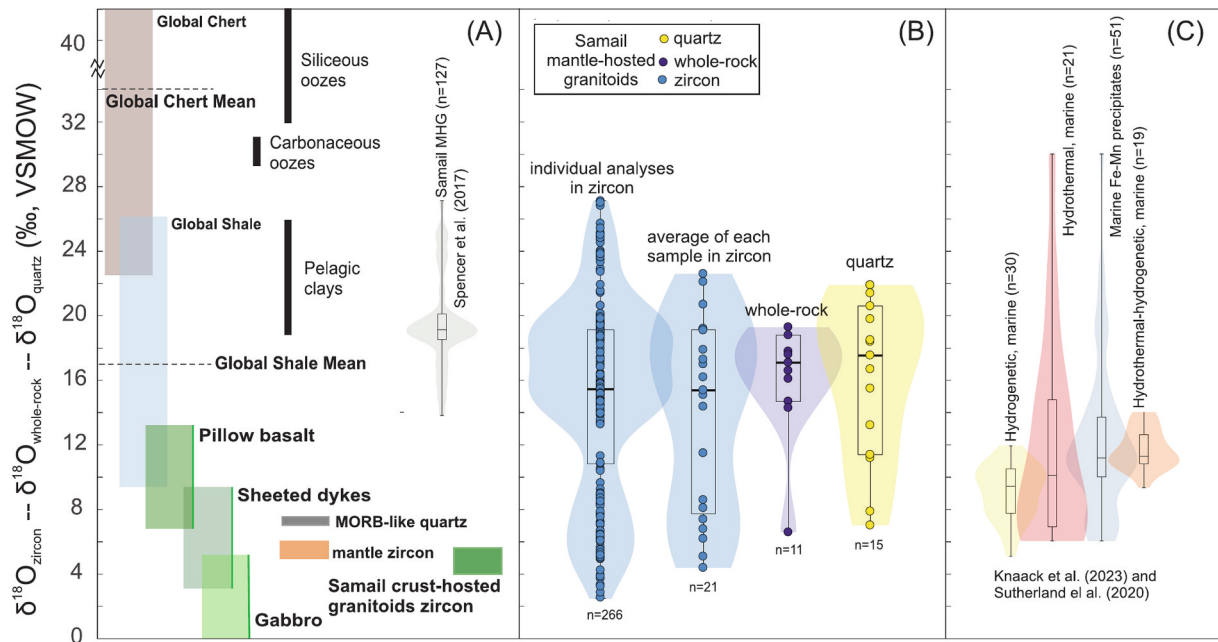 δ¹⁸Ozircon -- δ¹⁸Owhole-rock -- δ¹⁸Oquartz (‰, VSMOW)
40
36
32
28
24
20
16
12
8
4
0
(A)
Global Chert
Siliceous
oozes
Global Chert Mean
Carbonaceous
oozes
Global Shale
Pelagic
clays
Global Shale Mean
Samail MHG (n=127)
Spencer et al. (2017)
Pillow basalt
Sheeted dykes
MORB-like quartz
mantle zircon
Samail crust-hosted
granitoids zircon
Gabbro
(B)
Samail
mantle-hosted
granitoids
quartz
whole-rock
zircon
individual analyses
in zircon
average of each
sample in zircon
whole-rock
quartz
n=266
n=21
n=11
n=15
(C)
Hydrogenetic, marine (n=30)
Hydrothermal, marine (n=21)
Marine Fe-Mn precipitates (n=51)
Hydrothermal-hydrogenetic, marine (n=19)
Knaack et al. (2023) and
Sutherland el al. (2020)